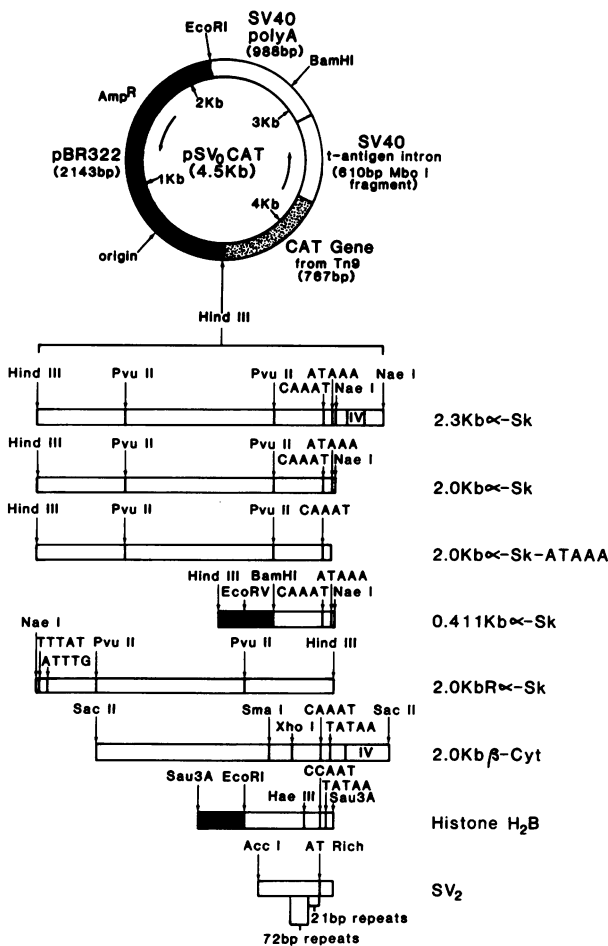 SV40
polyA
(988bp)
EcoRI
BamHI
AmpR
2Kb
3Kb
pBR322
(2143bp)
pSV0CAT
(4.5Kb)
SV40
t-antigen intron
(610bp Mbo I
fragment)
1Kb
4Kb
origin
CAT Gene
from Tn9
(767bp)
Hind III
Hind III Pvu II Pvu II ATAAA Nae I
CAAAT Nae I
IV
2.3Kb∝-Sk
Hind III Pvu II Pvu II ATAAA
CAAAT Nae I
2.0Kb∝-Sk
Hind III Pvu II Pvu II CAAAT
2.0Kb∝-Sk-ATAAA
Hind III BamHI ATAAA
EcoRV CAAAT Nae I
0.411Kb∝-Sk
Nae I
TTTAT Pvu II Pvu II Hind III
ATTTG
2.0KbR∝-Sk
Sac II Sma I CAAAT Sac II
Xho I TATAA
IV
2.0Kb β-Cyt
CCAAT
Sau3A EcoRI TATAA
Hae III Sau3A
Histone H2B
Acc I AT Rich
SV2
21bp repeats
72bp repeats